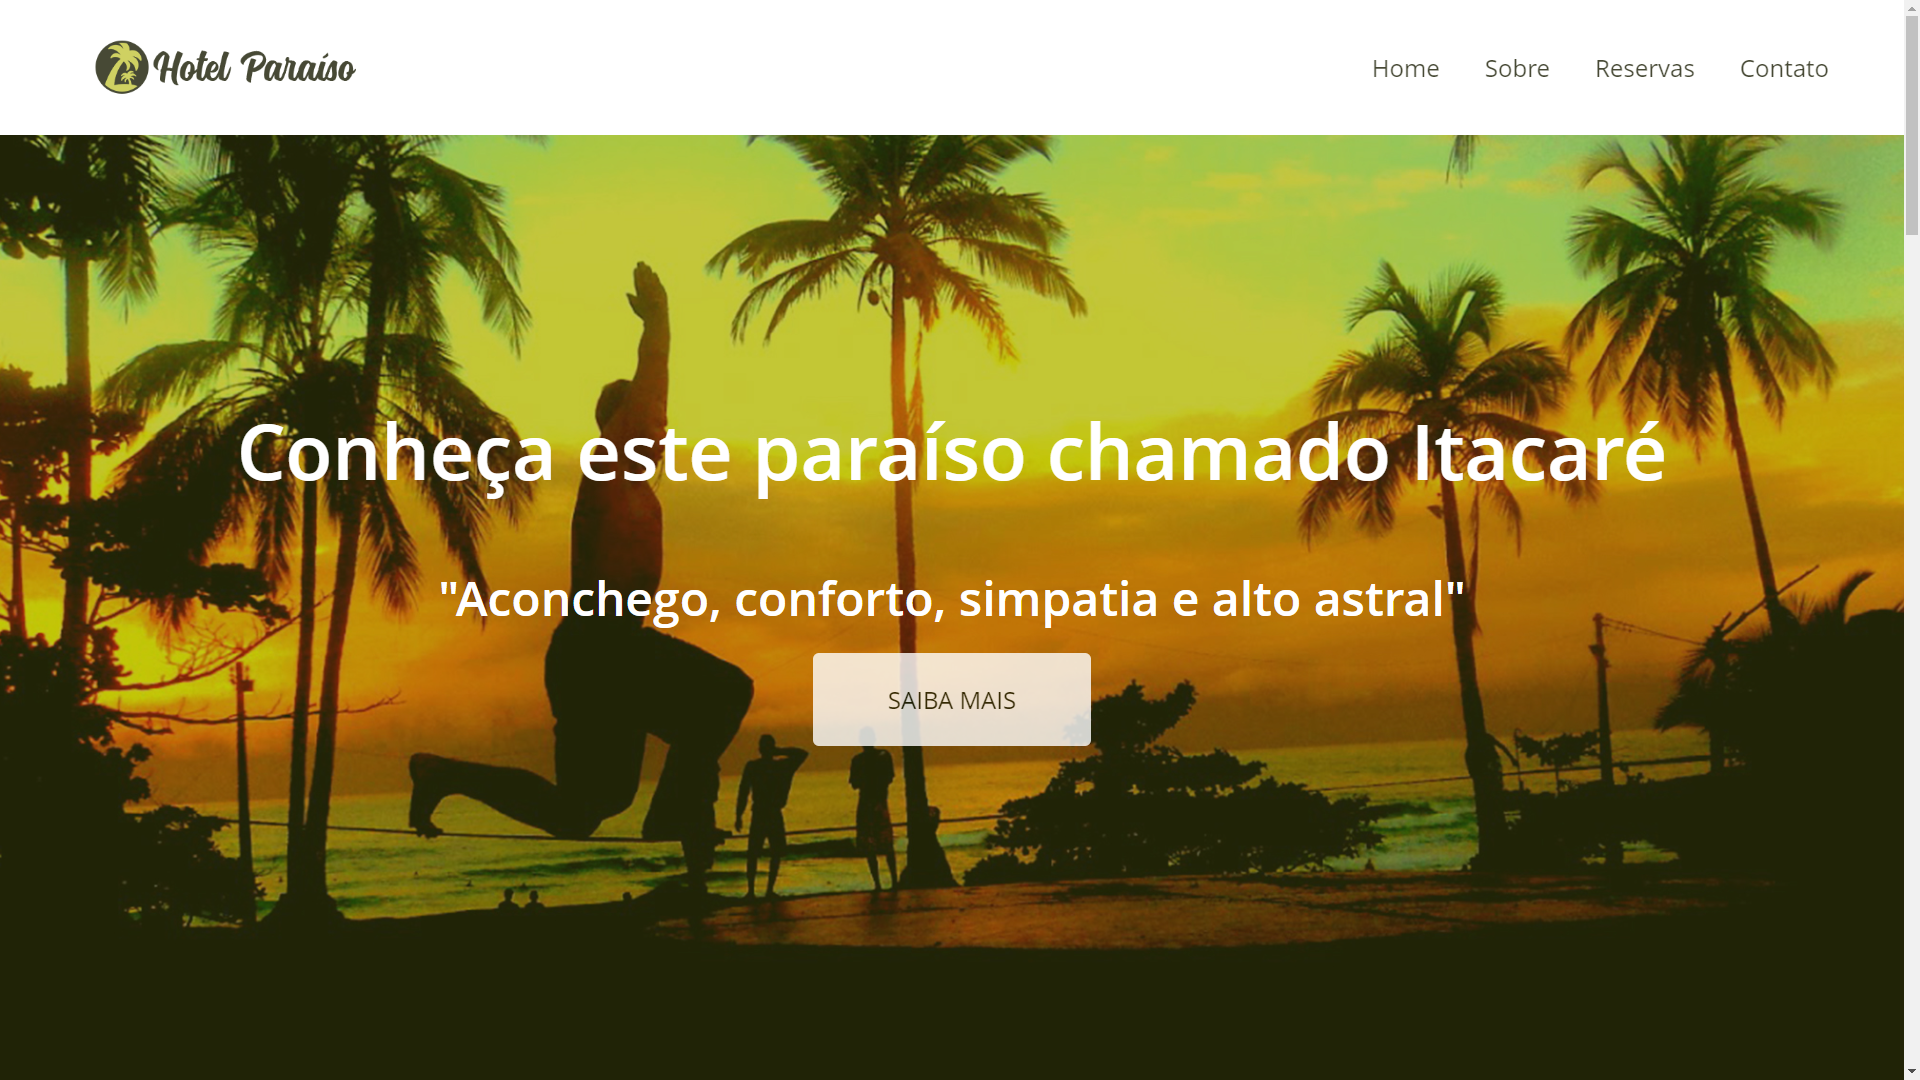 Hotel Paraíso
Home Sobre Reservas Contato
Conheça este paraíso chamado Itacaré
"Aconchego, conforto, simpatia e alto astral"
SAIBA MAIS